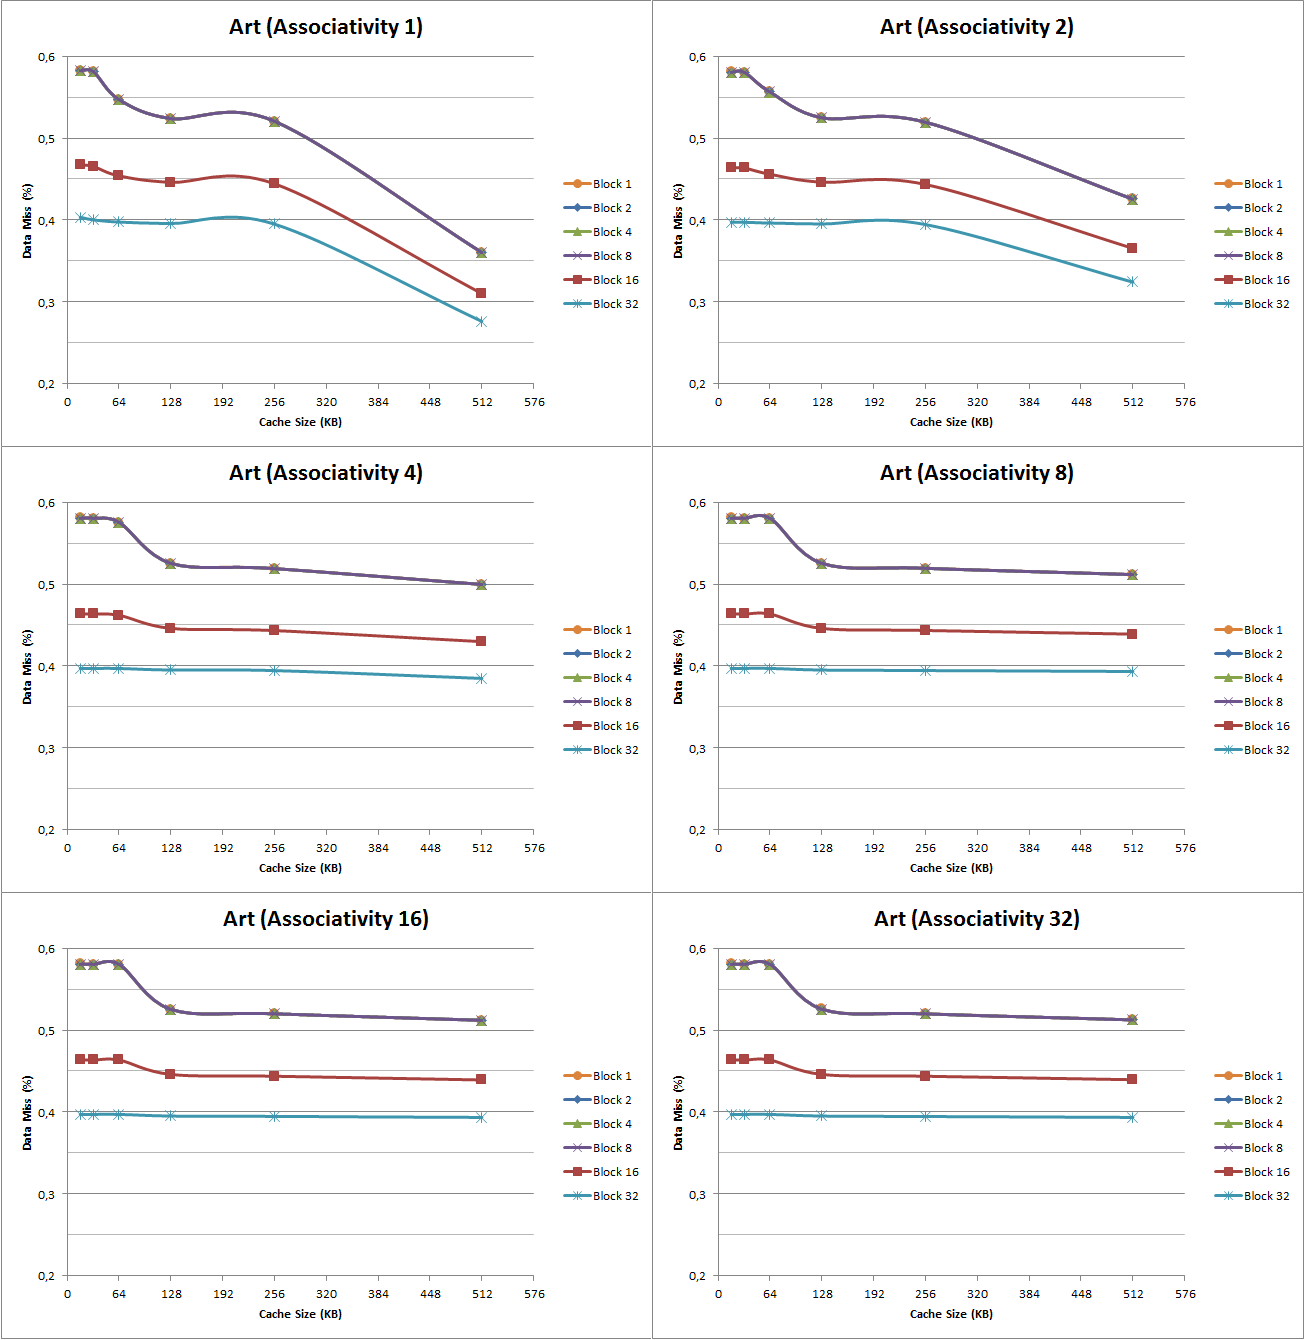 Art (Associativity 1)
0,6
0,5
0,4
0,3
0,2
Data Miss (%)
0 64 128 192 256 320 384 448 512 576
Cache Size (KB)
Block 1
Block 2
Block 4
Block 8
Block 16
Block 32
Art (Associativity 2)
0,6
0,5
0,4
0,3
0,2
Data Miss (%)
0 64 128 192 256 320 384 448 512 576
Cache Size (KB)
Block 1
Block 2
Block 4
Block 8
Block 16
Block 32
Art (Associativity 4)
0,6
0,5
0,4
0,3
0,2
Data Miss (%)
0 64 128 192 256 320 384 448 512 576
Cache Size (KB)
Block 1
Block 2
Block 4
Block 8
Block 16
Block 32
Art (Associativity 8)
0,6
0,5
0,4
0,3
0,2
Data Miss (%)
0 64 128 192 256 320 384 448 512 576
Cache Size (KB)
Block 1
Block 2
Block 4
Block 8
Block 16
Block 32
Art (Associativity 16)
0,6
0,5
0,4
0,3
0,2
Data Miss (%)
0 64 128 192 256 320 384 448 512 576
Cache Size (KB)
Block 1
Block 2
Block 4
Block 8
Block 16
Block 32
Art (Associativity 32)
0,6
0,5
0,4
0,3
0,2
Data Miss (%)
0 64 128 192 256 320 384 448 512 576
Cache Size (KB)
Block 1
Block 2
Block 4
Block 8
Block 16
Block 32